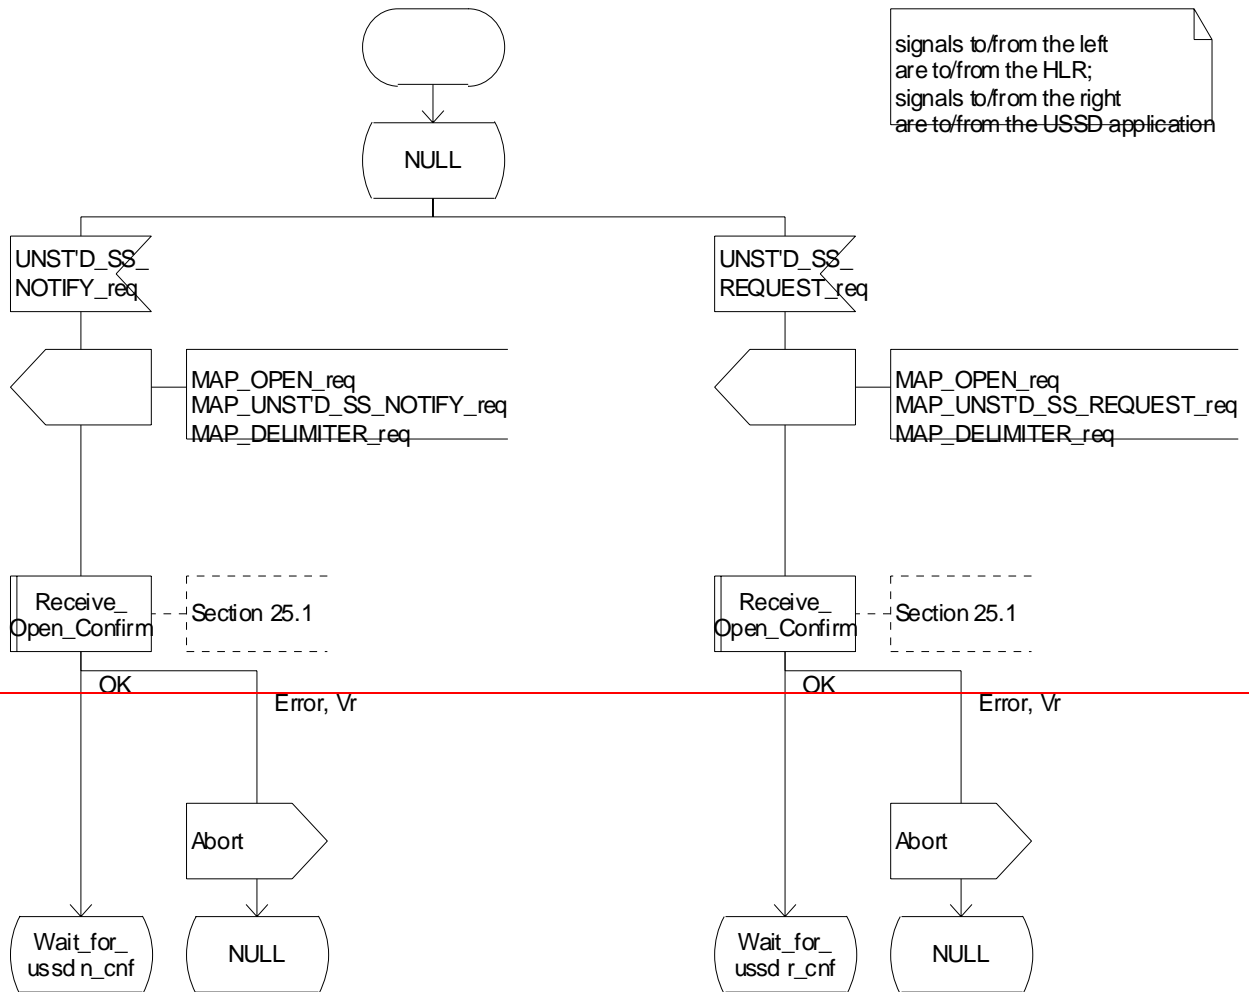 signals to/from the left
are to/from the HLR;
signals to/from the right
are to/from the USSD application
NULL
UNST'D_SS_
NOTIFY_req
UNST'D_SS_
REQUEST_req
MAP_OPEN_req
MAP_UNST'D_SS_NOTIFY_req
MAP_DELIMITER_req
MAP_OPEN_req
MAP_UNST'D_SS_REQUEST_req
MAP_DELIMITER_req
Receive_
Open_Confirm
Section 25.1
Receive_
Open_Confirm
Section 25.1
OK
Error, Vr
OK
Error, Vr
Abort
Abort
Wait_for_
ussd n_cnf
NULL
Wait_for_
ussd r_cnf
NULL